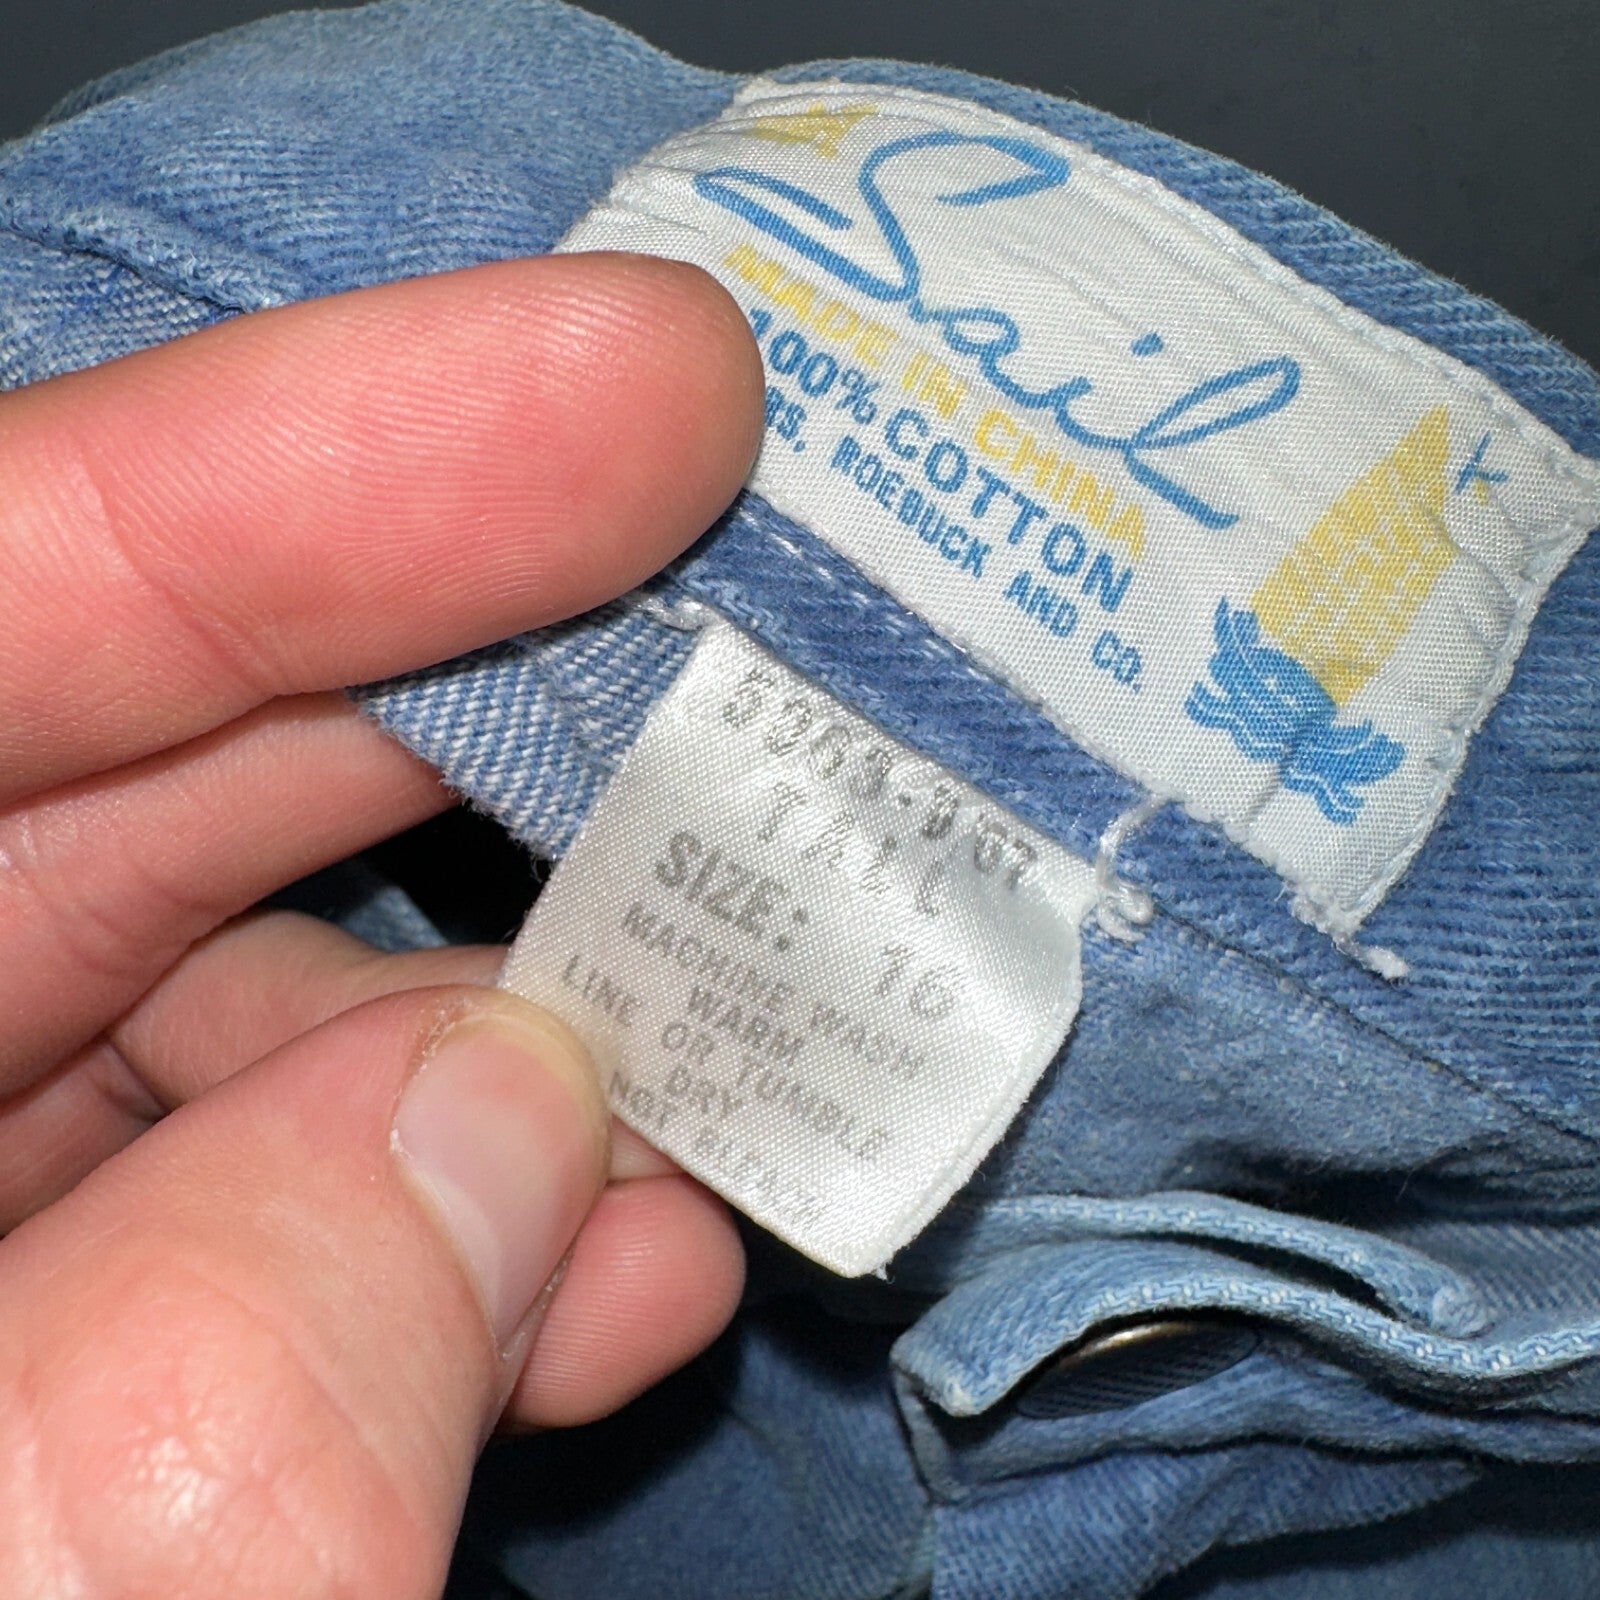 Sail
MADE IN CHINA
100% COTTON
RS, ROEBUCK AND CO.
TALL
SIZE: 16
MACHINE WASH
WARM
LINE OR TUMBLE
DRY